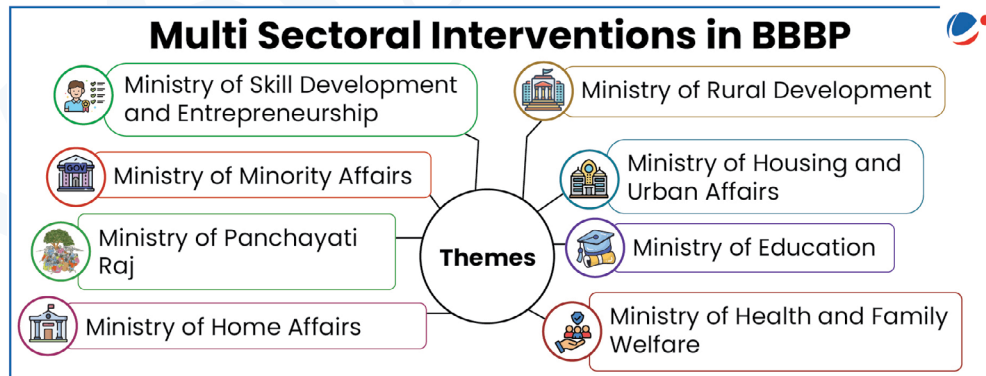 Multi Sectoral Interventions in BBBP
Ministry of Skill Development
and Entrepreneurship
Ministry of Minority Affairs
Ministry of Panchayati
Raj
Ministry of Home Affairs
Themes
Ministry of Rural Development
Ministry of Housing and
Urban Affairs
Ministry of Education
Ministry of Health and Family
Welfare
GOV